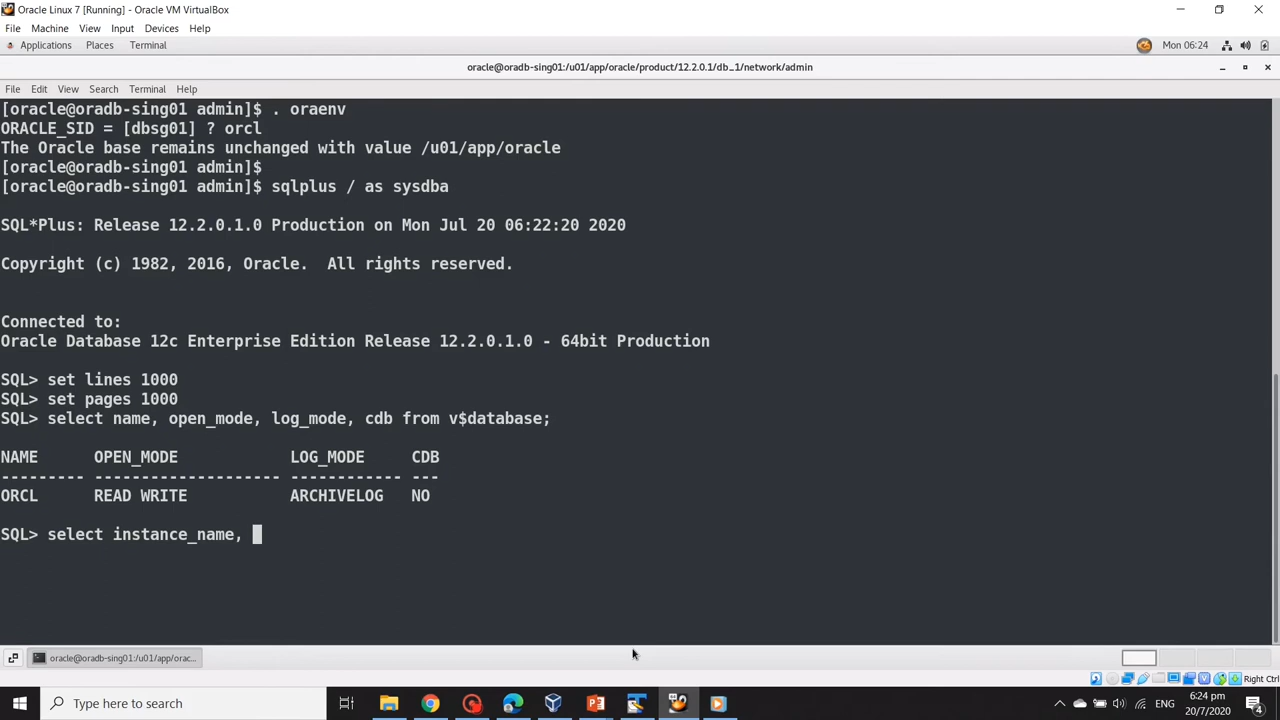 Oracle Linux 7 [Running] - Oracle VM VirtualBox
File Machine View Input Devices Help
Applications Places Terminal Mon 06:24
oracle@oradb-sing01:/u01/app/oracle/product/12.2.0.1/db_1/network/admin
File Edit View Search Terminal Help
[oracle@oradb-sing01 admin]$ . oraenv
ORACLE_SID = [dbsg01] ? orcl
The Oracle base remains unchanged with value /u01/app/oracle
[oracle@oradb-sing01 admin]$
[oracle@oradb-sing01 admin]$ sqlplus / as sysdba
SQL*Plus: Release 12.2.0.1.0 Production on Mon Jul 20 06:22:20 2020
Copyright (c) 1982, 2016, Oracle.  All rights reserved.
Connected to:
Oracle Database 12c Enterprise Edition Release 12.2.0.1.0 - 64bit Production
SQL> set lines 1000
SQL> set pages 1000
SQL> select name, open_mode, log_mode, cdb from v$database;
NAME      OPEN_MODE            LOG_MODE     CDB
--------- -------------------- ------------ ---
ORCL      READ WRITE           ARCHIVELOG   NO
SQL> select instance_name,
oracle@oradb-sing01:/u01/app/orac...
Right Ctrl
Type here to search
ENG
6:24 pm
20/7/2020
4